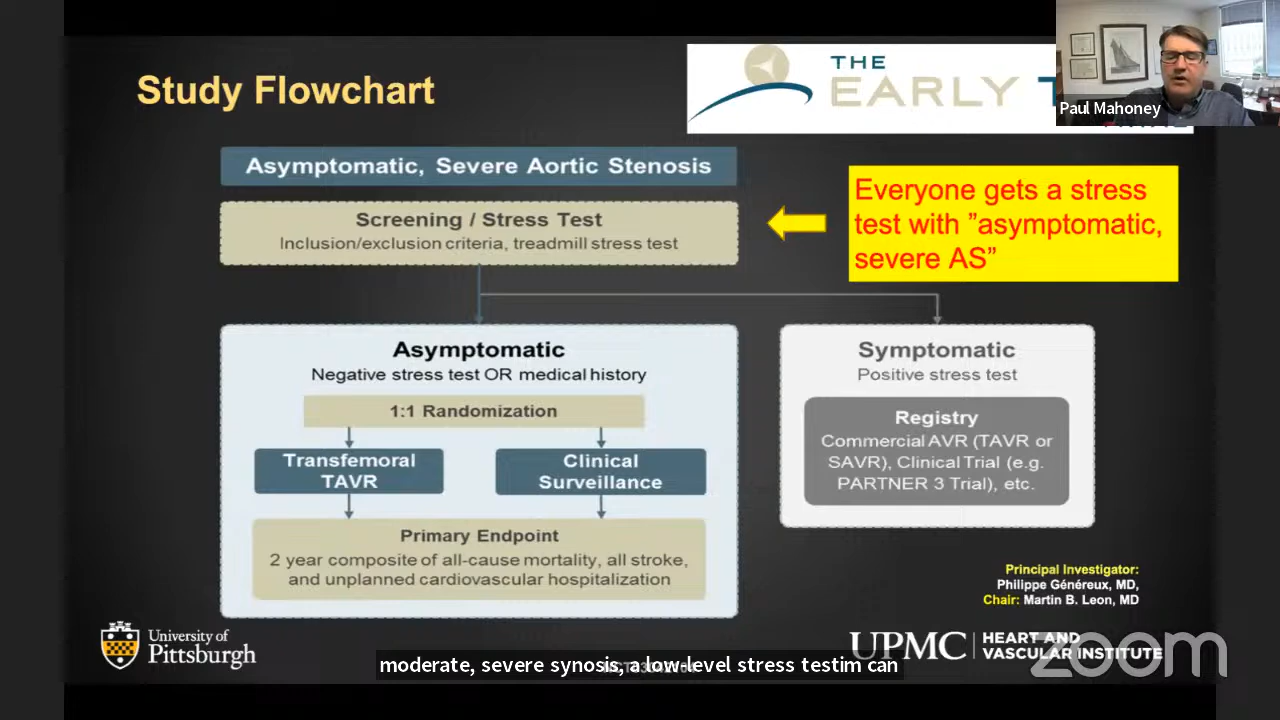 Study Flowchart
THE
EARLY T
Paul Mahoney
Asymptomatic, Severe Aortic Stenosis
Screening / Stress Test
Inclusion/exclusion criteria, treadmill stress test
Everyone gets a stress
test with ”asymptomatic,
severe AS”
Asymptomatic
Negative stress test OR medical history
1:1 Randomization
Transfemoral
TAVR
Clinical
Surveillance
Primary Endpoint
2 year composite of all-cause mortality, all stroke,
and unplanned cardiovascular hospitalization
Symptomatic
Positive stress test
Registry
Commercial AVR (TAVR or
SAVR), Clinical Trial (e.g.
PARTNER 3 Trial), etc.
Principal Investigator:
Philippe Généreux, MD,
Chair: Martin B. Leon, MD
University of
Pittsburgh
UPMC HEART AND
VASCULAR INSTITUTE
zoom
moderate, severe synosis, a low-level stress testim can